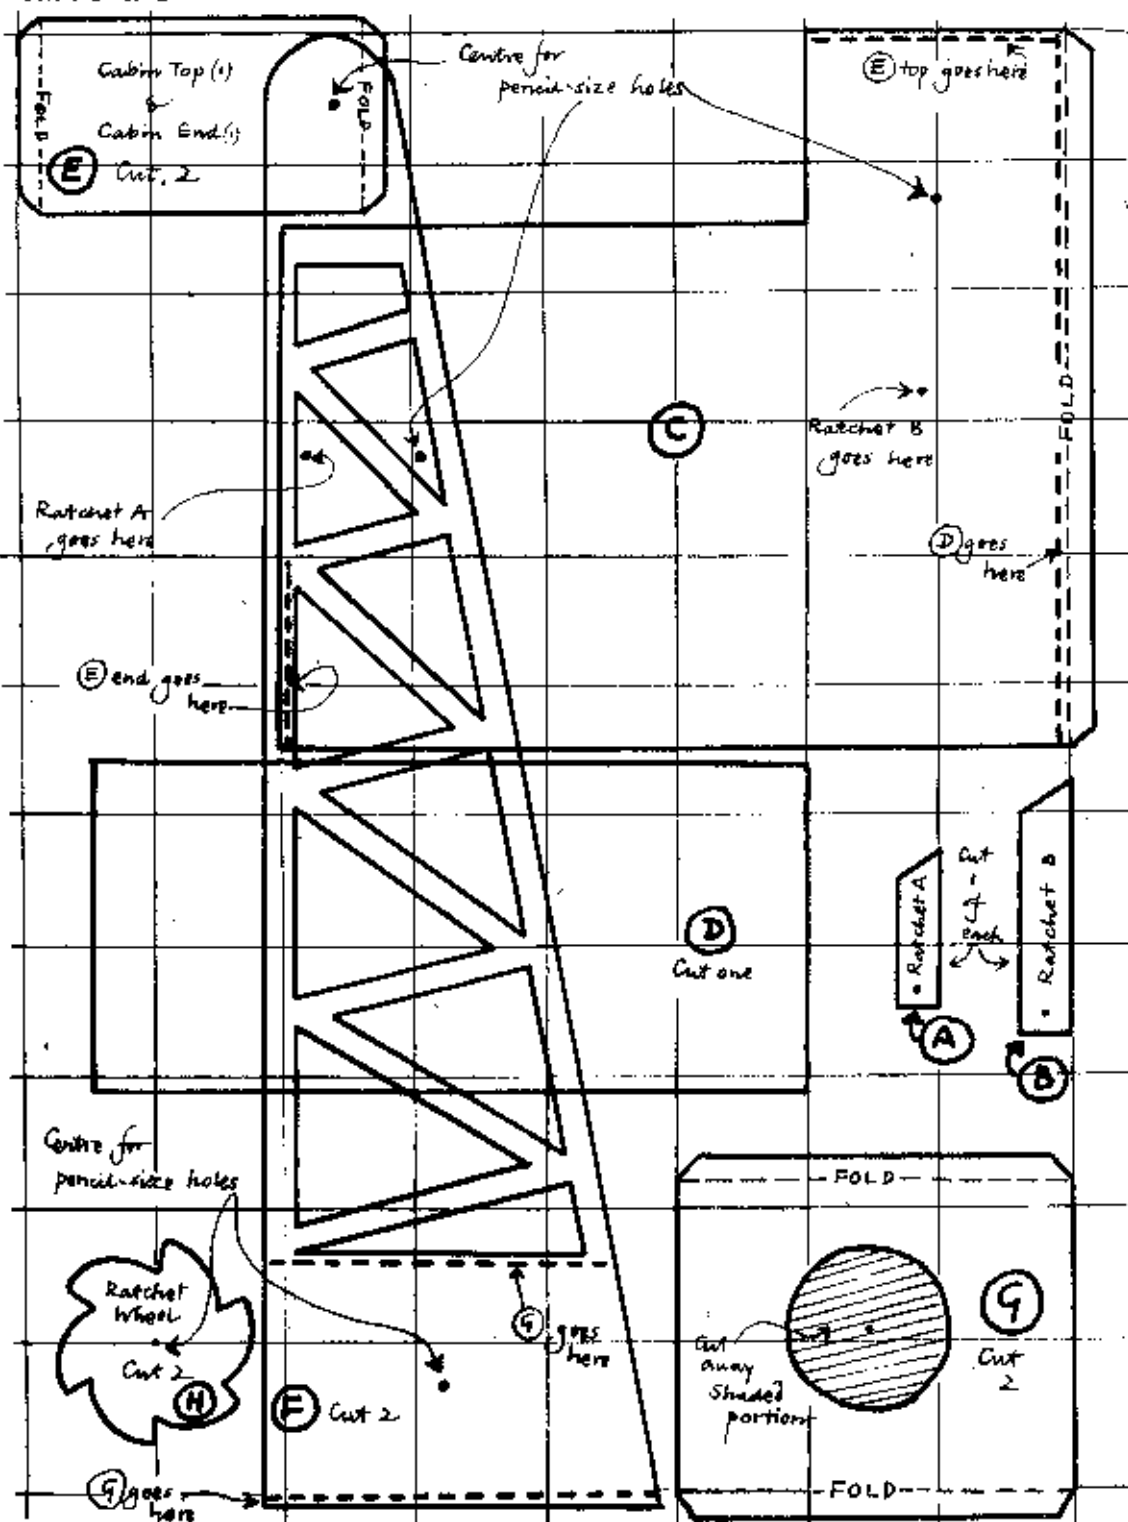 Cabin Top (1)
&
Cabin End (1)
Cut 2
E
FOLD
FOLD
Centre for
pencil-size holes
E top goes here
C
Ratchet B
goes here
FOLD
D goes
here
Ratchet A
goes here
E end goes
here
D
Cut one
Ratchet A
Cut
each
Ratchet B
A
B
Centre for
pencil-size holes
Ratchet
Wheel
Cut 2
H
F Cut 2
G goes
here
G goes
here
FOLD
Cut
away
Shaded
portion
G
Cut
2
FOLD